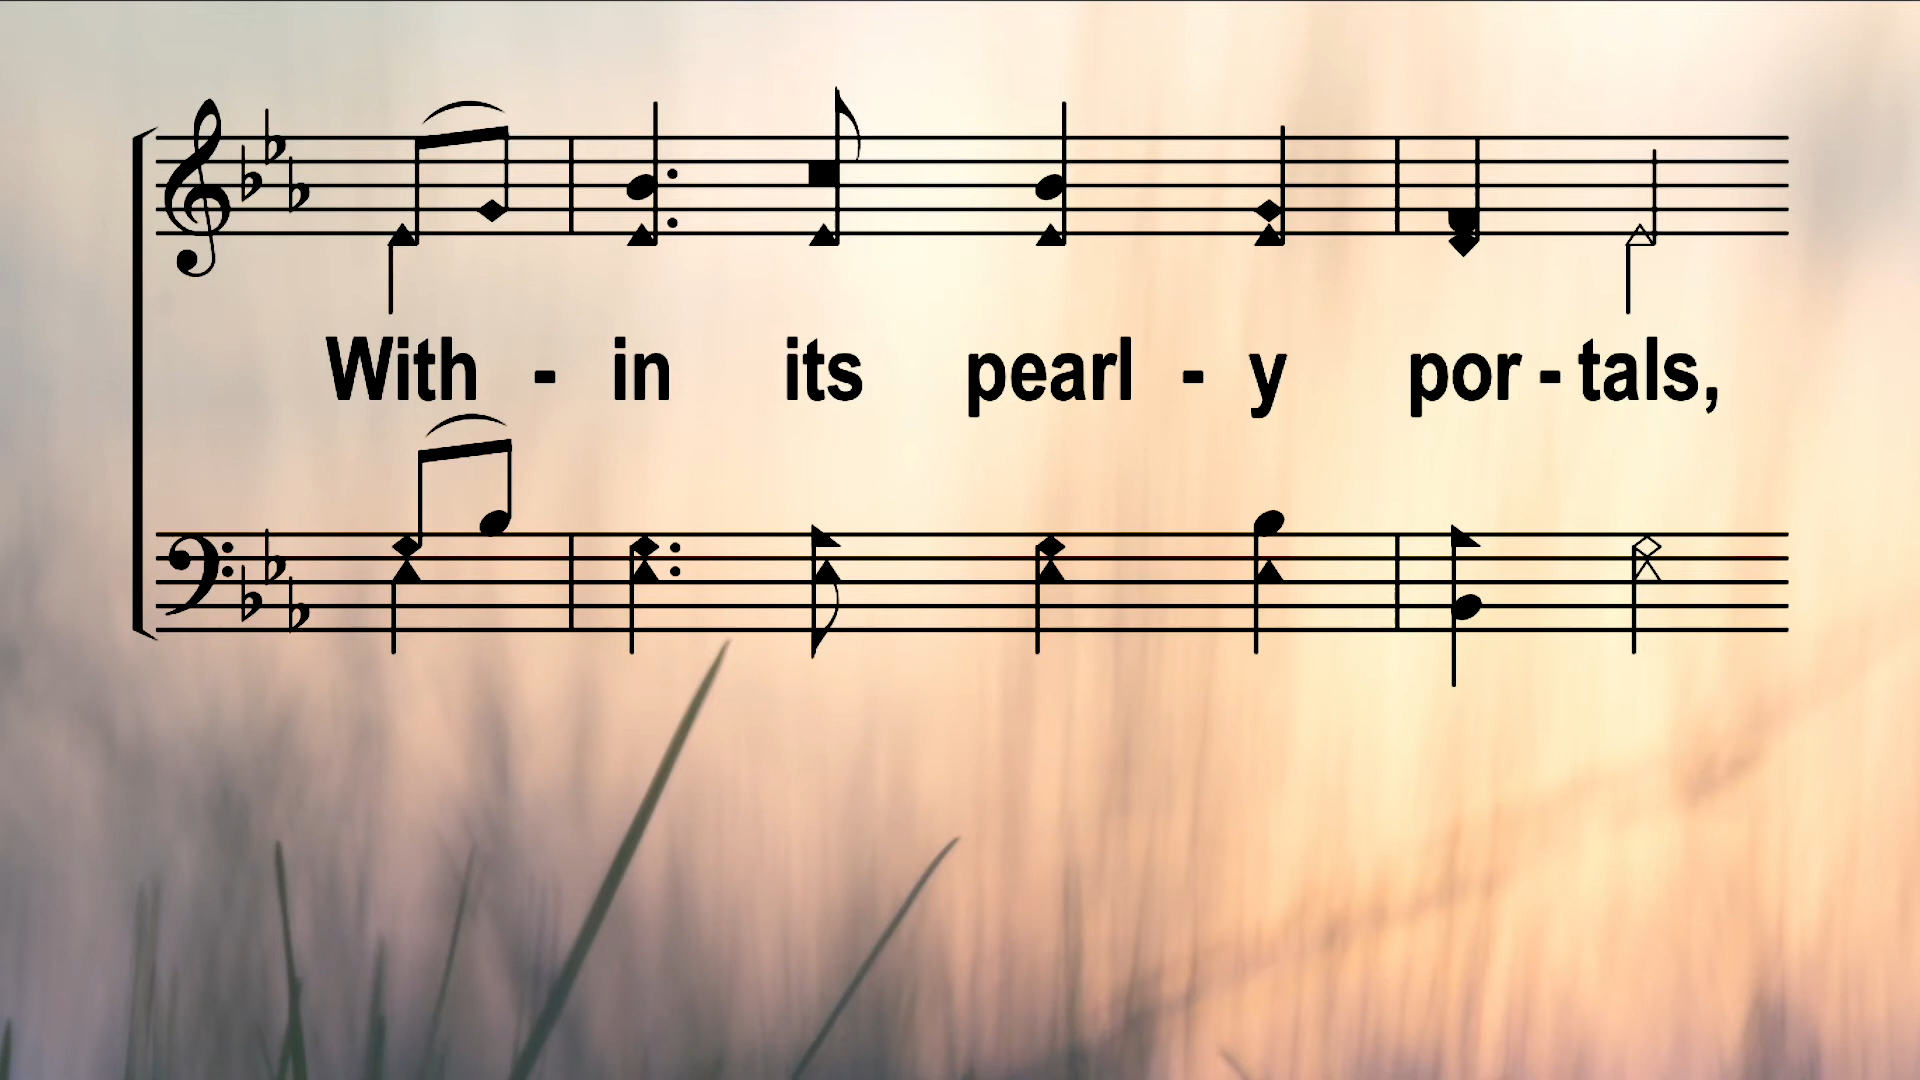 With - in its pearl - y por - tals,